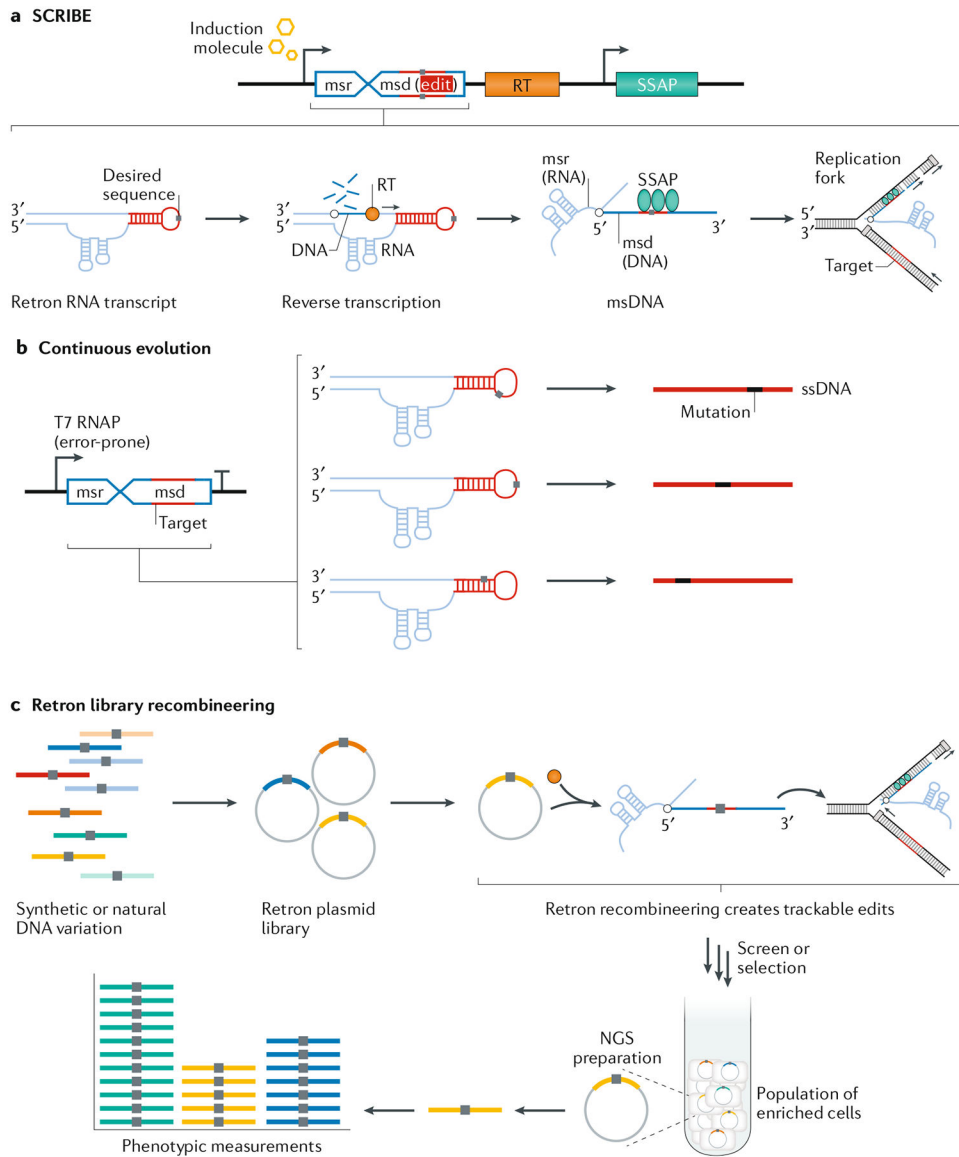 a SCRIBE
Induction
molecule
msr
msd (edit)
RT
SSAP
Desired
sequence
3′
5′
Retron RNA transcript
RT
DNA
RNA
Reverse transcription
msr
(RNA)
SSAP
5′
3′
msd
(DNA)
msDNA
Replication
fork
5′
3′
Target
b Continuous evolution
T7 RNAP
(error-prone)
msr
msd
Target
3′
5′
ssDNA
Mutation
3′
5′
3′
5′
c Retron library recombineering
Synthetic or natural
DNA variation
Retron plasmid
library
5′
3′
Retron recombineering creates trackable edits
Screen or
selection
NGS
preparation
Population of
enriched cells
Phenotypic measurements